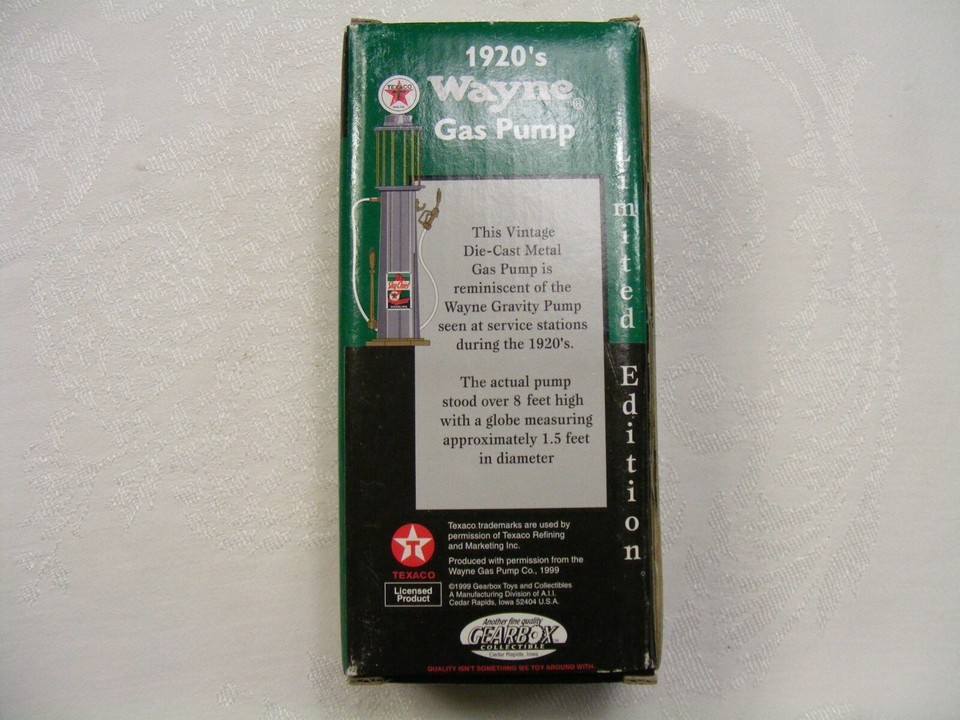 1920's
Wayne®
Gas Pump
TEXACO
Limited Edition
This Vintage
Die-Cast Metal
Gas Pump is
reminiscent of the
Wayne Gravity Pump
seen at service stations
during the 1920's.
The actual pump
stood over 8 feet high
with a globe measuring
approximately 1.5 feet
in diameter
Texaco trademarks are used by
permission of Texaco Refining
and Marketing Inc.
Produced with permission from the
Wayne Gas Pump Co., 1999
T
TEXACO
Licensed
Product
©1999 Gearbox Toys and Collectibles
A Manufacturing Division of A.I.I.
Cedar Rapids, Iowa 52404 U.S.A.
Another fine quality
GEARBOX
COLLECTIBLE
Cedar Rapids, Iowa
QUALITY ISN'T SOMETHING WE TOY AROUND WITH.